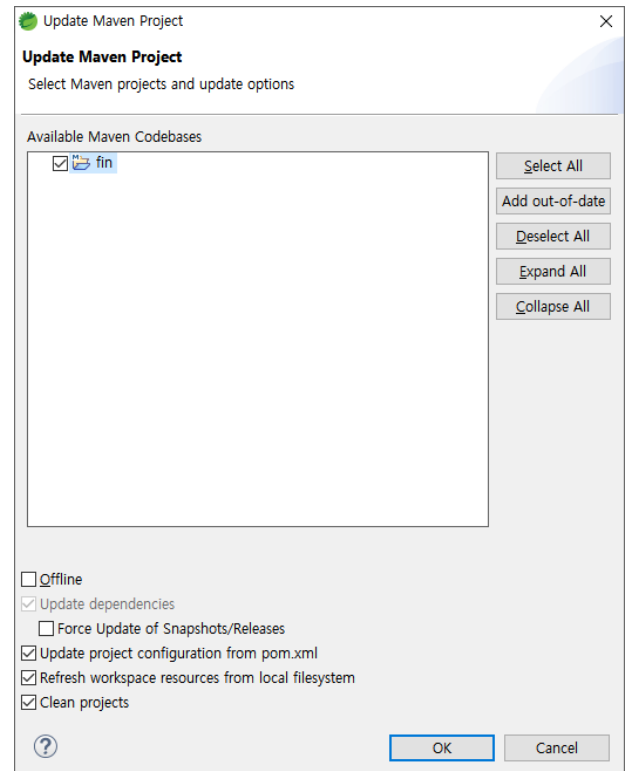 Update Maven Project
Update Maven Project
Select Maven projects and update options
Available Maven Codebases
fin
Select All
Add out-of-date
Deselect All
Expand All
Collapse All
Offline
Update dependencies
Force Update of Snapshots/Releases
Update project configuration from pom.xml
Refresh workspace resources from local filesystem
Clean projects
?
OK
Cancel